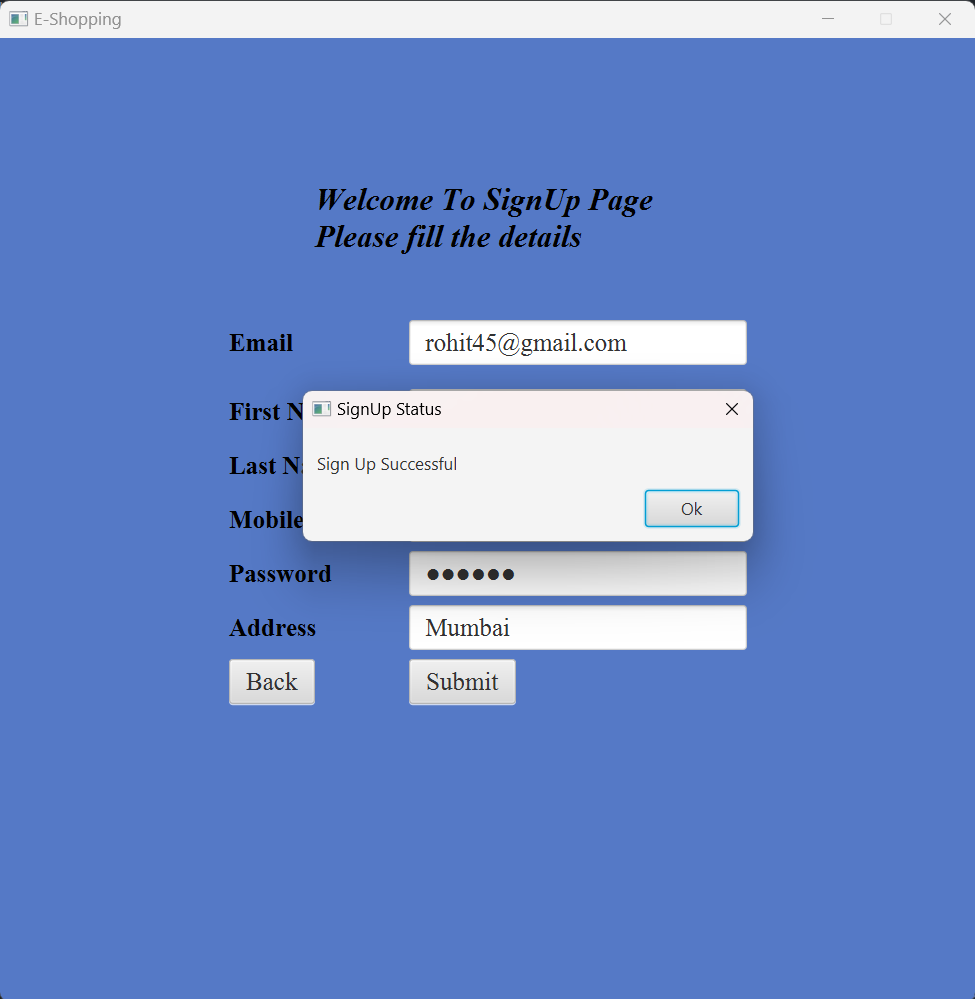 E-Shopping
Welcome To SignUp Page
Please fill the details
Email rohit45@gmail.com
First
SignUp Status
Last
Sign Up Successful
Mobile
Ok
Password ●●●●●●
Address Mumbai
Back Submit